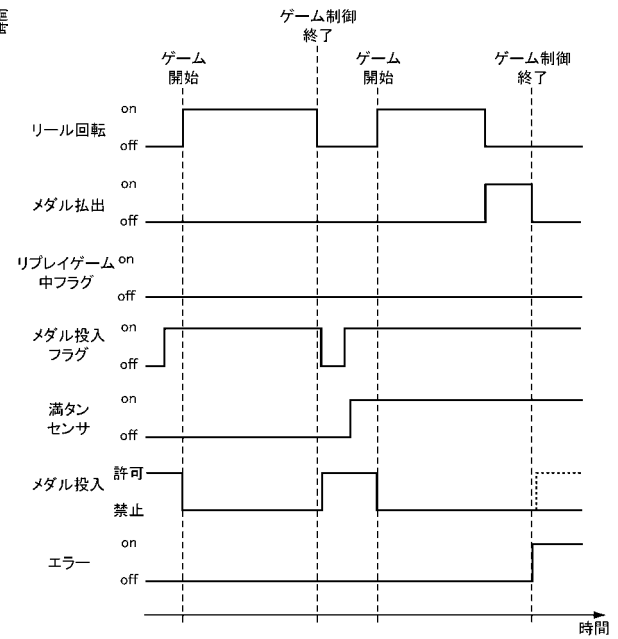 ゲーム制御
終了
ゲーム
開始
ゲーム
開始
ゲーム制御
終了
リール回転
on
off
メダル払出
on
off
リプレイゲーム
中フラグ
on
off
メダル投入
フラグ
on
off
満タン
センサ
on
off
メダル投入
許可
禁止
エラー
on
off
時間